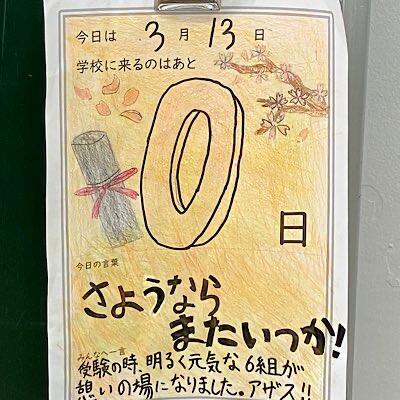 今日は 3月13日
学校に来るのはあと
0日
今日の言葉
さようなら
またいつか!
みんなへ一言
受験の時、明るく元気な6組が
憩いの場になりました。アザス!!